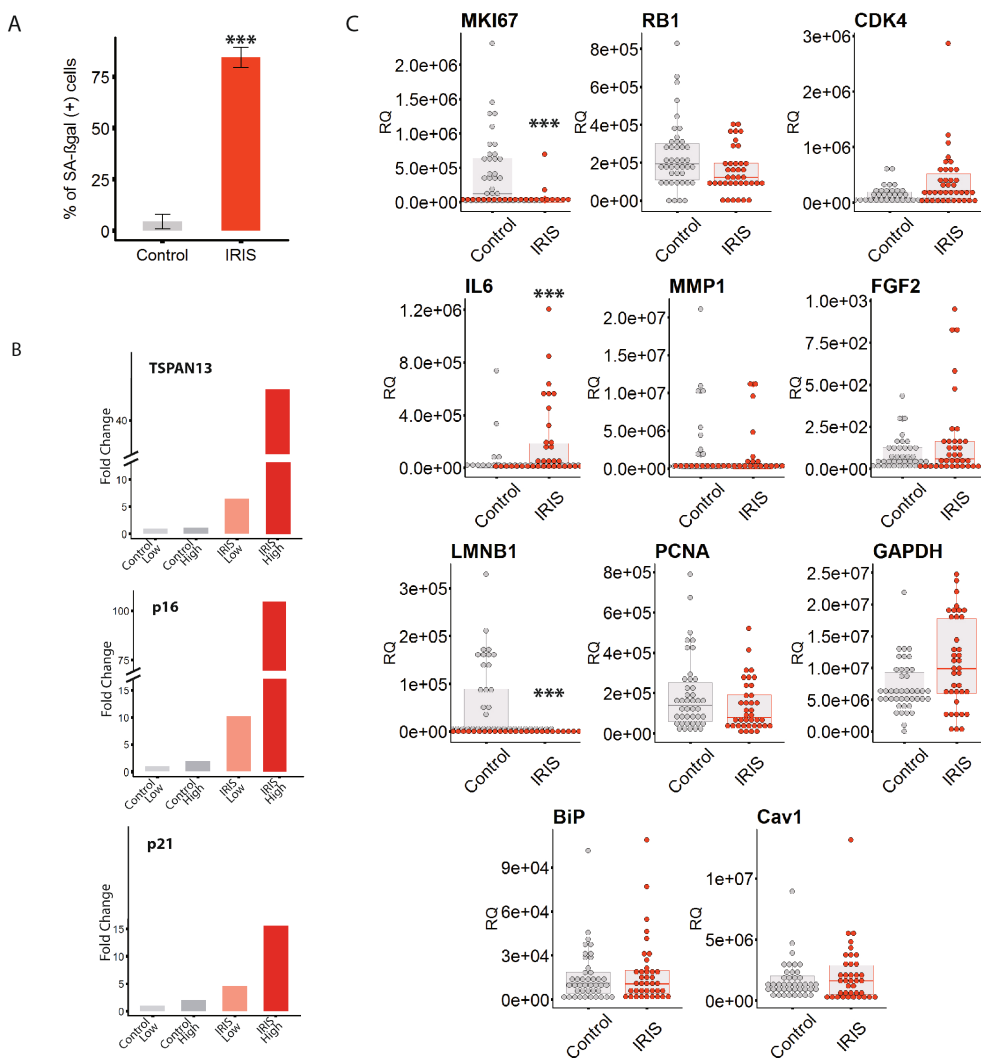 A
***
% of SA-ßgal (+) cells
75
50
25
0
Control
IRIS
B
TSPAN13
Fold Change
40
10
5
0
Control Low
Control High
IRIS Low
IRIS High
p16
Fold Change
100
75
15
10
5
0
Control Low
Control High
IRIS Low
IRIS High
p21
Fold Change
20
15
10
5
0
Control Low
Control High
IRIS Low
IRIS High
C
MKI67
RQ
2.0e+06
1.5e+06
1.0e+06
5.0e+05
0.0e+00
***
Control
IRIS
RB1
RQ
8e+05
6e+05
4e+05
2e+05
0e+00
Control
IRIS
CDK4
RQ
3e+06
2e+06
1e+06
0e+00
Control
IRIS
IL6
RQ
1.2e+06
8.0e+05
4.0e+05
0.0e+00
***
Control
IRIS
MMP1
RQ
2.0e+07
1.5e+07
1.0e+07
5.0e+06
0.0e+00
Control
IRIS
FGF2
RQ
1.0e+03
7.5e+02
5.0e+02
2.5e+02
0.0e+00
Control
IRIS
LMNB1
RQ
3e+05
2e+05
1e+05
0e+00
***
Control
IRIS
PCNA
RQ
8e+05
6e+05
4e+05
2e+05
0e+00
Control
IRIS
GAPDH
RQ
2.5e+07
2.0e+07
1.5e+07
1.0e+07
5.0e+06
0.0e+00
Control
IRIS
BiP
RQ
9e+04
6e+04
3e+04
0e+00
Control
IRIS
Cav1
RQ
1e+07
5e+06
0e+00
Control
IRIS